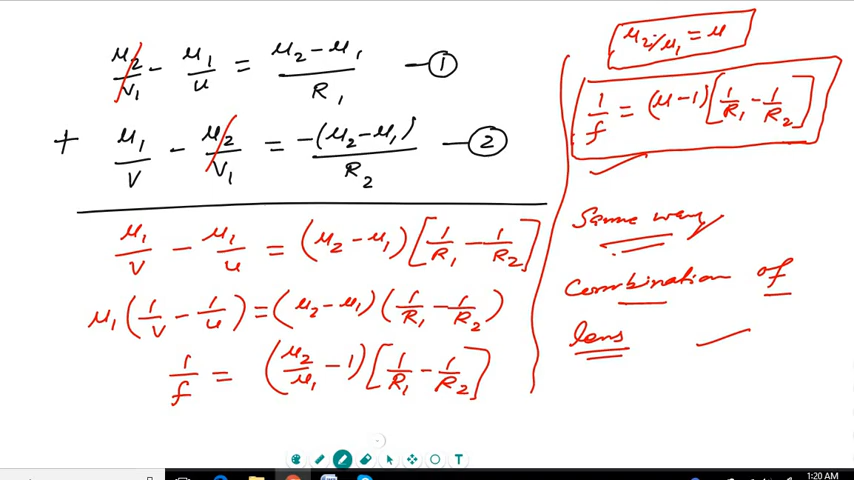 μ₂/v₁ - μ₁/u = (μ₂ - μ₁)/R₁ —①
+ μ₁/v - μ₂/v₁ = -(μ₂ - μ₁)/R₂ —②
μ₁/v - μ₁/u = (μ₂ - μ₁)[1/R₁ - 1/R₂]
μ₁(1/v - 1/u) = (μ₂ - μ₁)(1/R₁ - 1/R₂)
1/f = (μ₂/μ₁ - 1)[1/R₁ - 1/R₂]
μ₂/μ₁ = μ
1/f = (μ - 1)[1/R₁ - 1/R₂]
Same way
Combination of
lens
T
1:20 AM